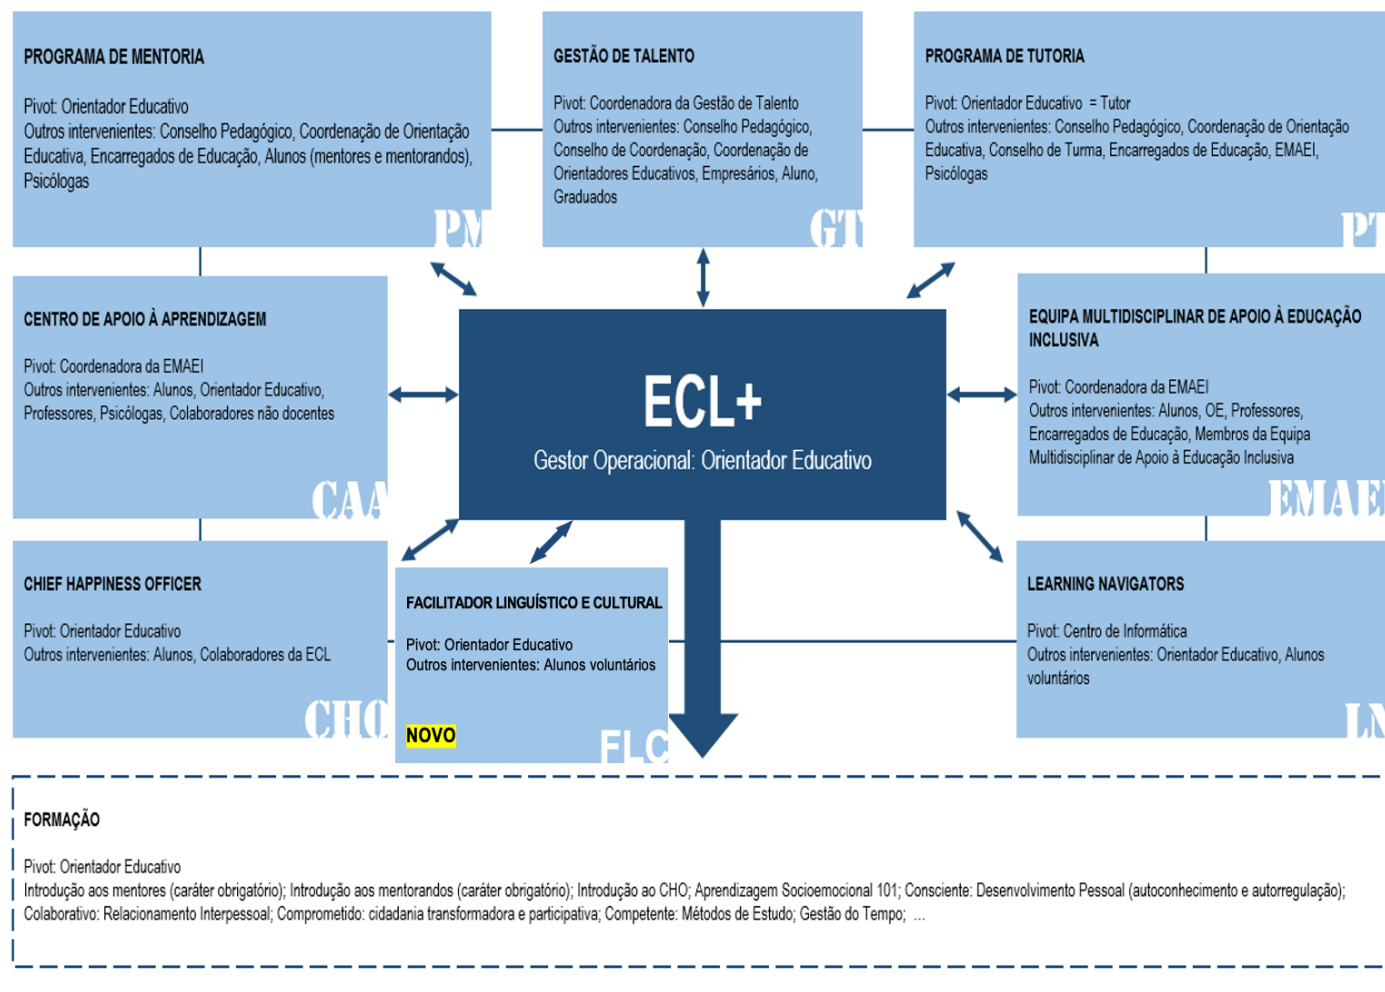 PROGRAMA DE MENTORIA
Pivot: Orientador Educativo
Outros intervenientes: Conselho Pedagógico, Coordenação de Orientação
Educativa, Encarregados de Educação, Alunos (mentores e mentorandos),
Psicólogas
PM
GESTÃO DE TALENTO
Pivot: Coordenadora da Gestão de Talento
Outros intervenientes: Conselho Pedagógico,
Conselho de Coordenação, Coordenação de
Orientadores Educativos, Empresários, Aluno,
Graduados
GT
PROGRAMA DE TUTORIA
Pivot: Orientador Educativo = Tutor
Outros intervenientes: Conselho Pedagógico, Coordenação de Orientação
Educativa, Conselho de Turma, Encarregados de Educação, EMAEI,
Psicólogas
PT
CENTRO DE APOIO À APRENDIZAGEM
Pivot: Coordenadora da EMAEI
Outros intervenientes: Alunos, Orientador Educativo,
Professores, Psicólogas, Colaboradores não docentes
CAA
ECL+
Gestor Operacional: Orientador Educativo
EQUIPA MULTIDISCIPLINAR DE APOIO À EDUCAÇÃO
INCLUSIVA
Pivot: Coordenadora da EMAEI
Outros intervenientes: Alunos, OE, Professores,
Encarregados de Educação, Membros da Equipa
Multidisciplinar de Apoio à Educação Inclusiva
EMAEI
CHIEF HAPPINESS OFFICER
Pivot: Orientador Educativo
Outros intervenientes: Alunos, Colaboradores da ECL
CHO
FACILITADOR LINGUÍSTICO E CULTURAL
Pivot: Orientador Educativo
Outros intervenientes: Alunos voluntários
NOVO
FLC
LEARNING NAVIGATORS
Pivot: Centro de Informática
Outros intervenientes: Orientador Educativo, Alunos
voluntários
LN
FORMAÇÃO
Pivot: Orientador Educativo
Introdução aos mentores (caráter obrigatório); Introdução aos mentorandos (caráter obrigatório); Introdução ao CHO; Aprendizagem Socioemocional 101; Consciente: Desenvolvimento Pessoal (autoconhecimento e autorregulação);
Colaborativo: Relacionamento Interpessoal; Comprometido: cidadania transformadora e participativa; Competente: Métodos de Estudo; Gestão do Tempo; ...